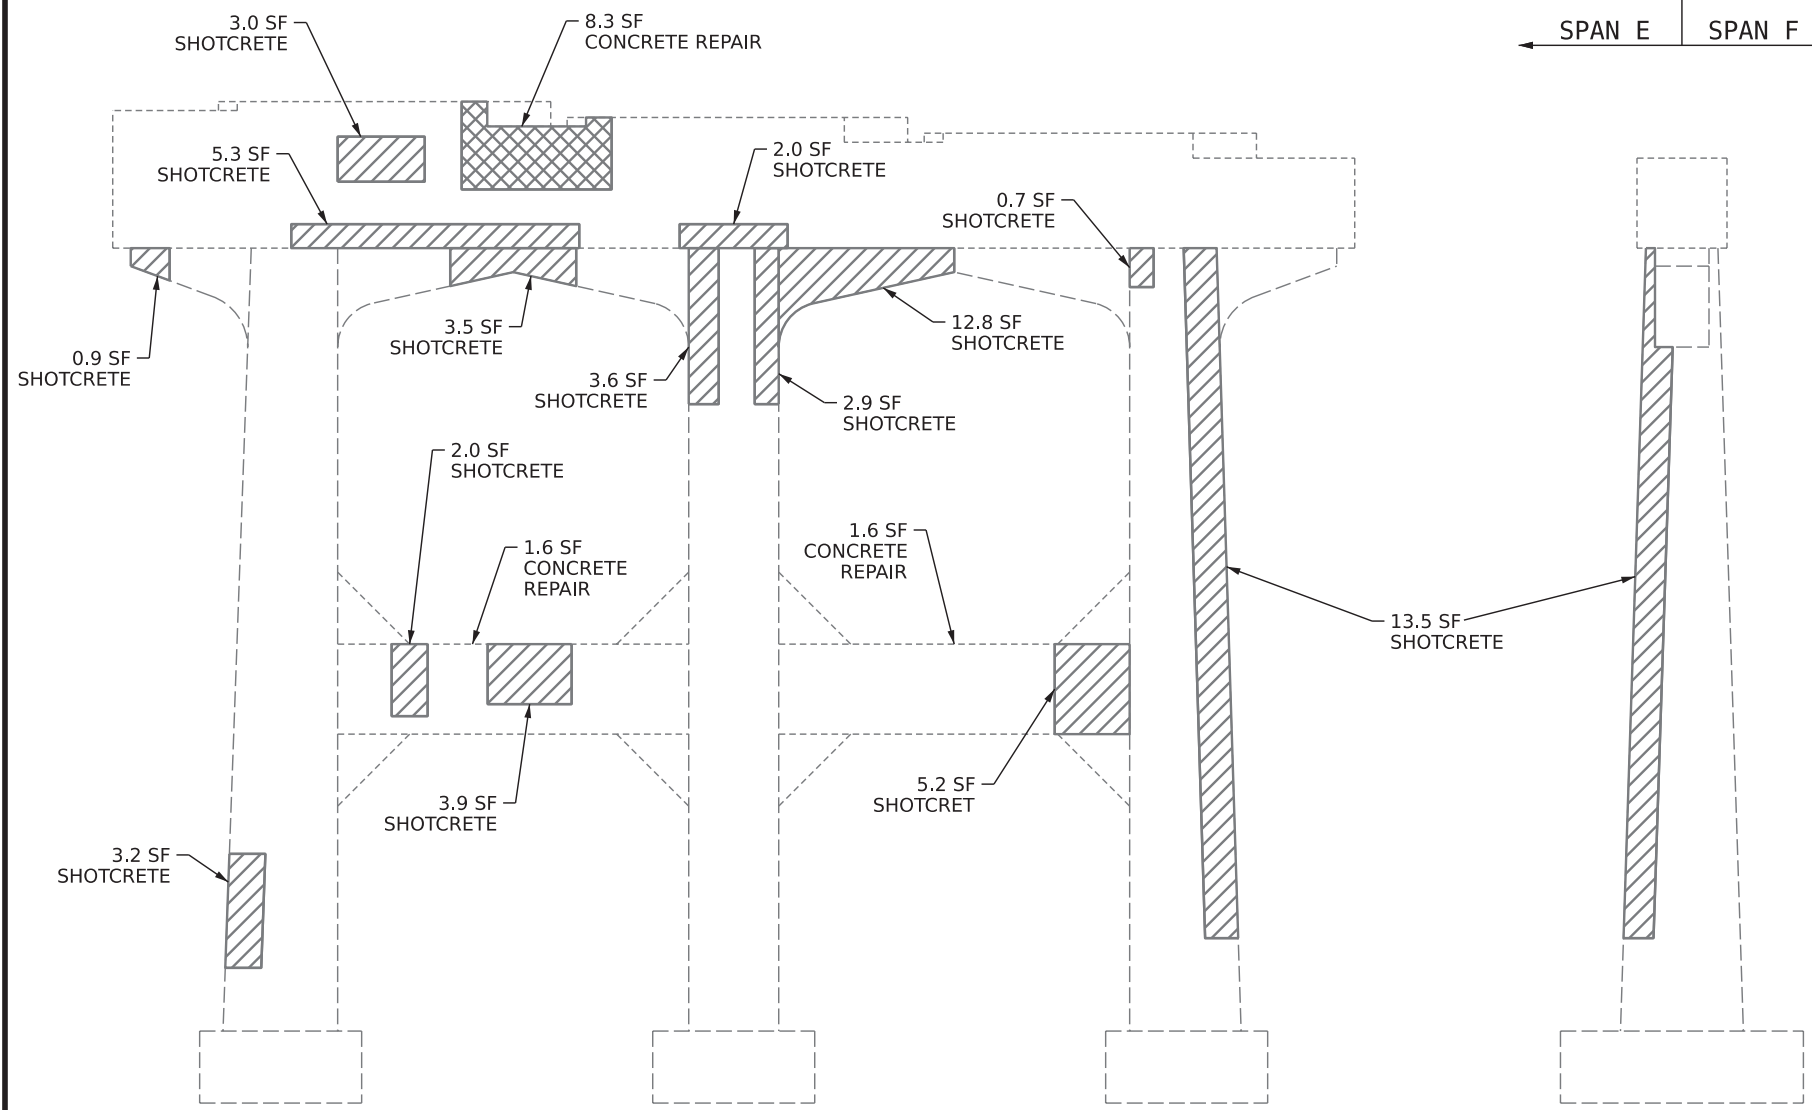 3.0 SF
SHOTCRETE
8.3 SF
CONCRETE REPAIR
SPAN E
SPAN F
5.3 SF
SHOTCRETE
2.0 SF
SHOTCRETE
0.7 SF
SHOTCRETE
0.9 SF
SHOTCRETE
3.5 SF
SHOTCRETE
12.8 SF
SHOTCRETE
3.6 SF
SHOTCRETE
2.9 SF
SHOTCRETE
2.0 SF
SHOTCRETE
1.6 SF
CONCRETE
REPAIR
1.6 SF
CONCRETE
REPAIR
13.5 SF
SHOTCRETE
3.9 SF
SHOTCRETE
5.2 SF
SHOTCRET
3.2 SF
SHOTCRETE